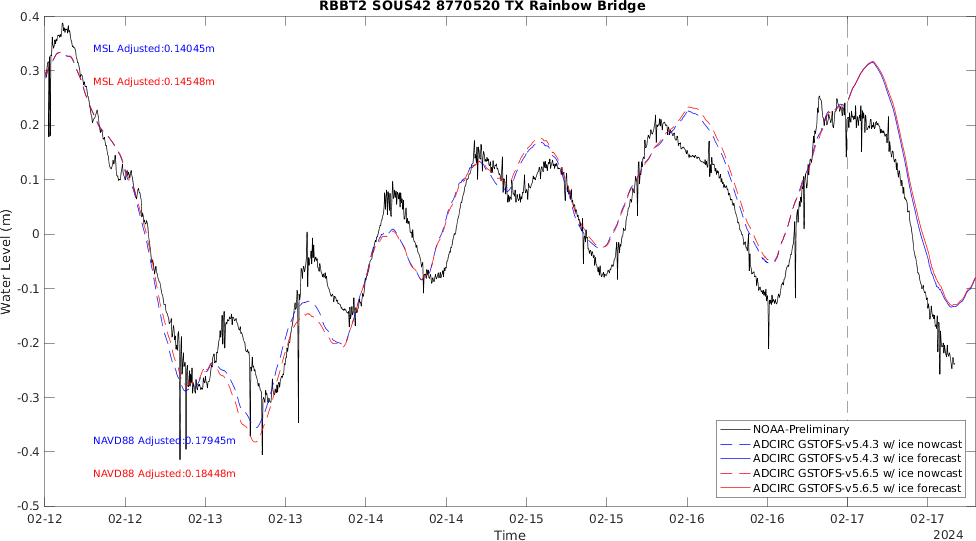 RBBT2 SOUS42 8770520 TX Rainbow Bridge
0.4
0.3
0.2
0.1
0
-0.1
-0.2
-0.3
-0.4
-0.5
Water Level (m)
MSL Adjusted:0.14045m
MSL Adjusted:0.14548m
NAVD88 Adjusted:0.17945m
NAVD88 Adjusted:0.18448m
NOAA-Preliminary
ADCIRC GSTOFS-v5.4.3 w/ ice nowcast
ADCIRC GSTOFS-v5.4.3 w/ ice forecast
ADCIRC GSTOFS-v5.6.5 w/ ice nowcast
ADCIRC GSTOFS-v5.6.5 w/ ice forecast
02-12 02-12 02-13 02-13 02-14 02-14 02-15 02-15 02-16 02-16 02-17 02-17
Time
2024